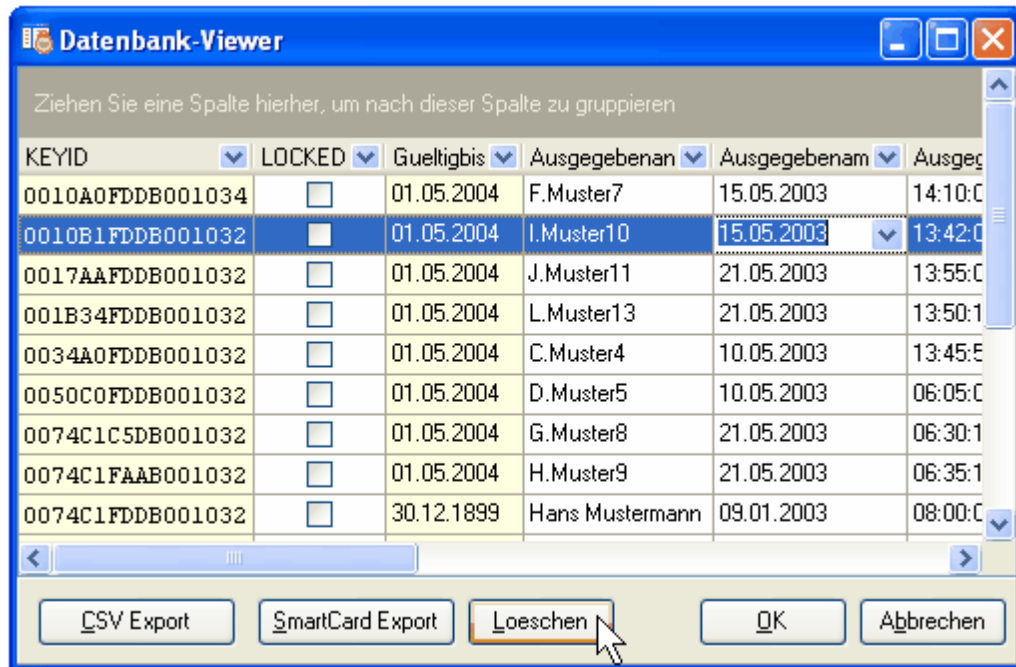 Datenbank-Viewer
Ziehen Sie eine Spalte hierher, um nach dieser Spalte zu gruppieren
KEYID LOCKED Gueltigbis Ausgegebenan Ausgegebenam Ausgeg
0010A0FDDB001034 01.05.2004 F.Muster7 15.05.2003 14:10:0
0010B1FDDB001032 01.05.2004 I.Muster10 15.05.2003 13:42:0
0017AAFDDB001032 01.05.2004 J.Muster11 21.05.2003 13:55:0
001B34FDDB001032 01.05.2004 L.Muster13 21.05.2003 13:50:1
0034A0FDDB001032 01.05.2004 C.Muster4 10.05.2003 13:45:5
0050C0FDDB001032 01.05.2004 D.Muster5 10.05.2003 06:05:0
0074C1C5DB001032 01.05.2004 G.Muster8 21.05.2003 06:30:1
0074C1FAAB001032 01.05.2004 H.Muster9 21.05.2003 06:35:1
0074C1FDDB001032 30.12.1899 Hans Mustermann 09.01.2003 08:00:0
CSV Export SmartCard Export Loeschen OK Abbrechen